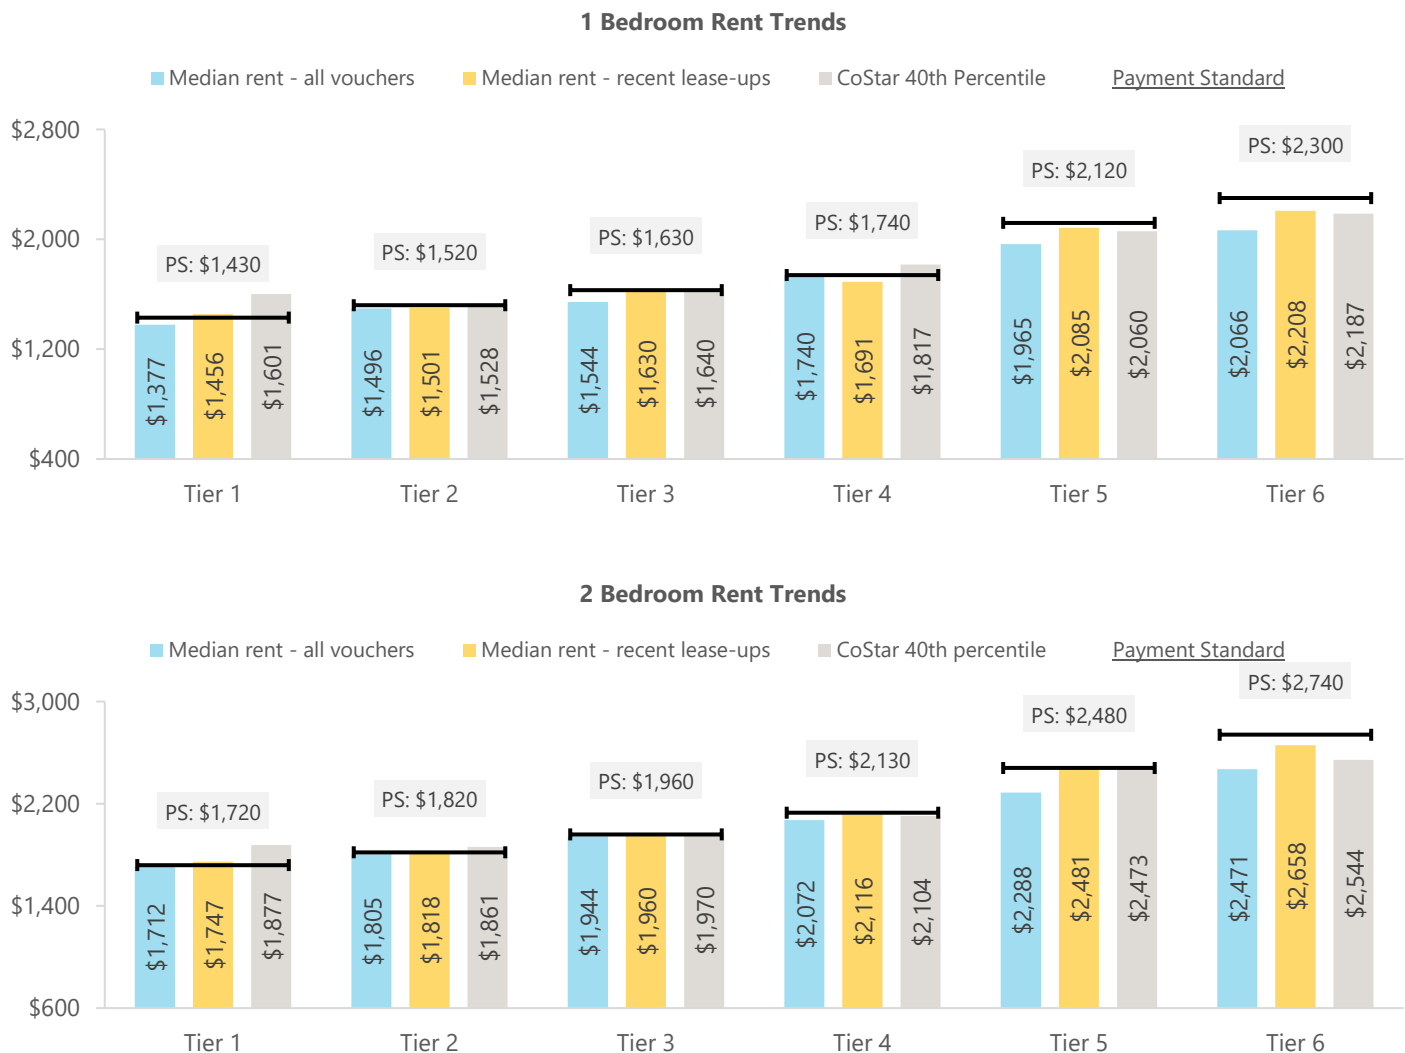 1 Bedroom Rent Trends
Median rent - all vouchers Median rent - recent lease-ups CoStar 40th Percentile Payment Standard
$2,800
$2,000
$1,200
$400
PS: $1,430
PS: $1,520
PS: $1,630
PS: $1,740
PS: $2,120
PS: $2,300
$1,377 $1,456 $1,601
$1,496 $1,501 $1,528
$1,544 $1,630 $1,640
$1,740 $1,691 $1,817
$1,965 $2,085 $2,060
$2,066 $2,208 $2,187
Tier 1 Tier 2 Tier 3 Tier 4 Tier 5 Tier 6
2 Bedroom Rent Trends
Median rent - all vouchers Median rent - recent lease-ups CoStar 40th percentile Payment Standard
$3,000
$2,200
$1,400
$600
PS: $1,720
PS: $1,820
PS: $1,960
PS: $2,130
PS: $2,480
PS: $2,740
$1,712 $1,747 $1,877
$1,805 $1,818 $1,861
$1,944 $1,960 $1,970
$2,072 $2,116 $2,104
$2,288 $2,481 $2,473
$2,471 $2,658 $2,544
Tier 1 Tier 2 Tier 3 Tier 4 Tier 5 Tier 6